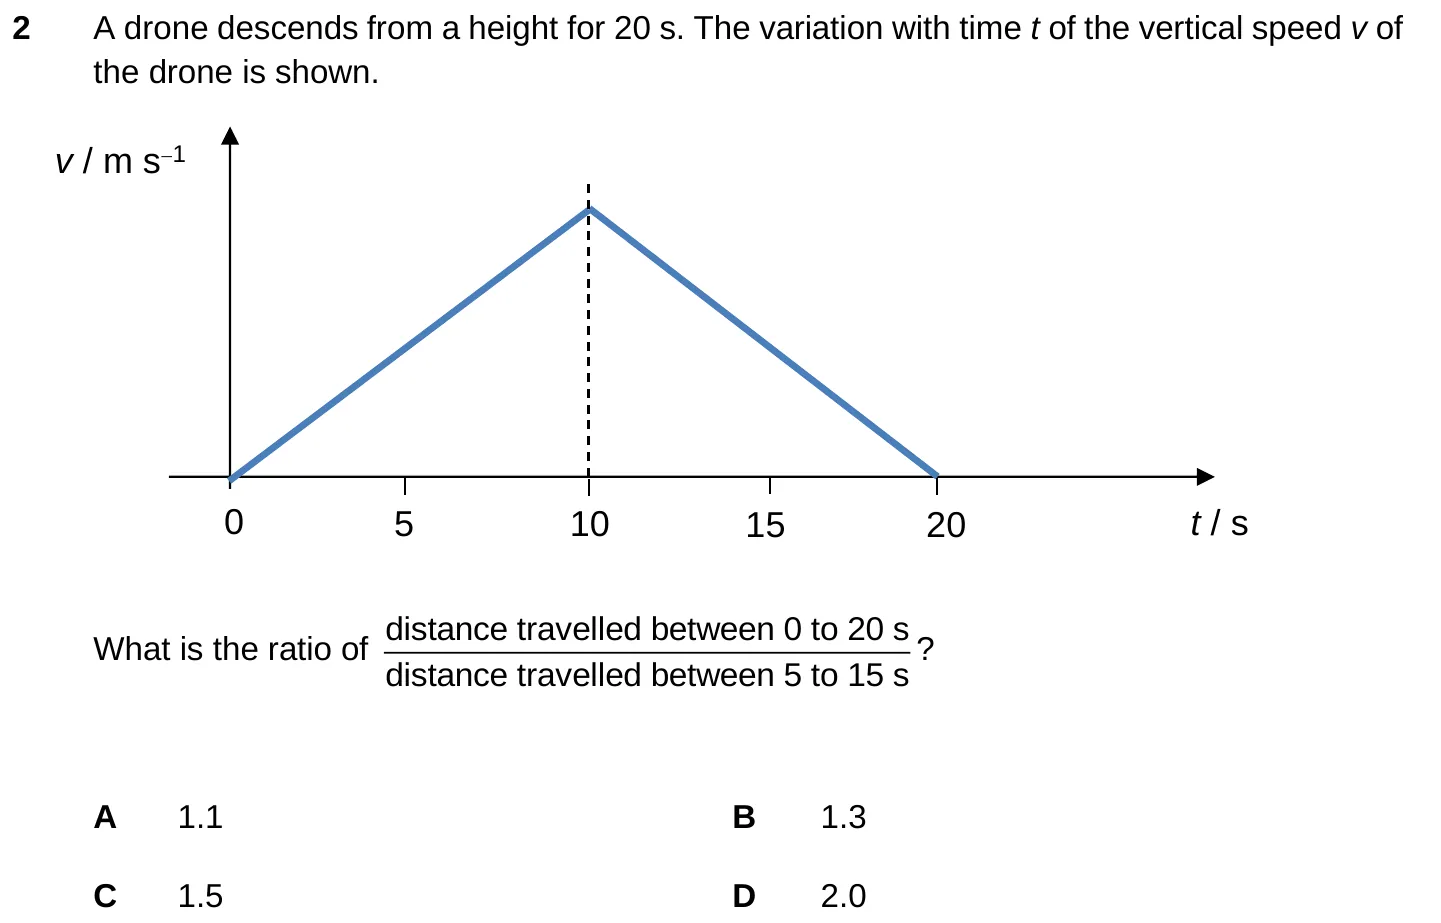 2 A drone descends from a height for 20 s. The variation with time t of the vertical speed v of
the drone is shown.
v / m s⁻¹
0 5 10 15 20 t / s
What is the ratio of distance travelled between 0 to 20 s ?
distance travelled between 5 to 15 s
A 1.1 B 1.3
C 1.5 D 2.0